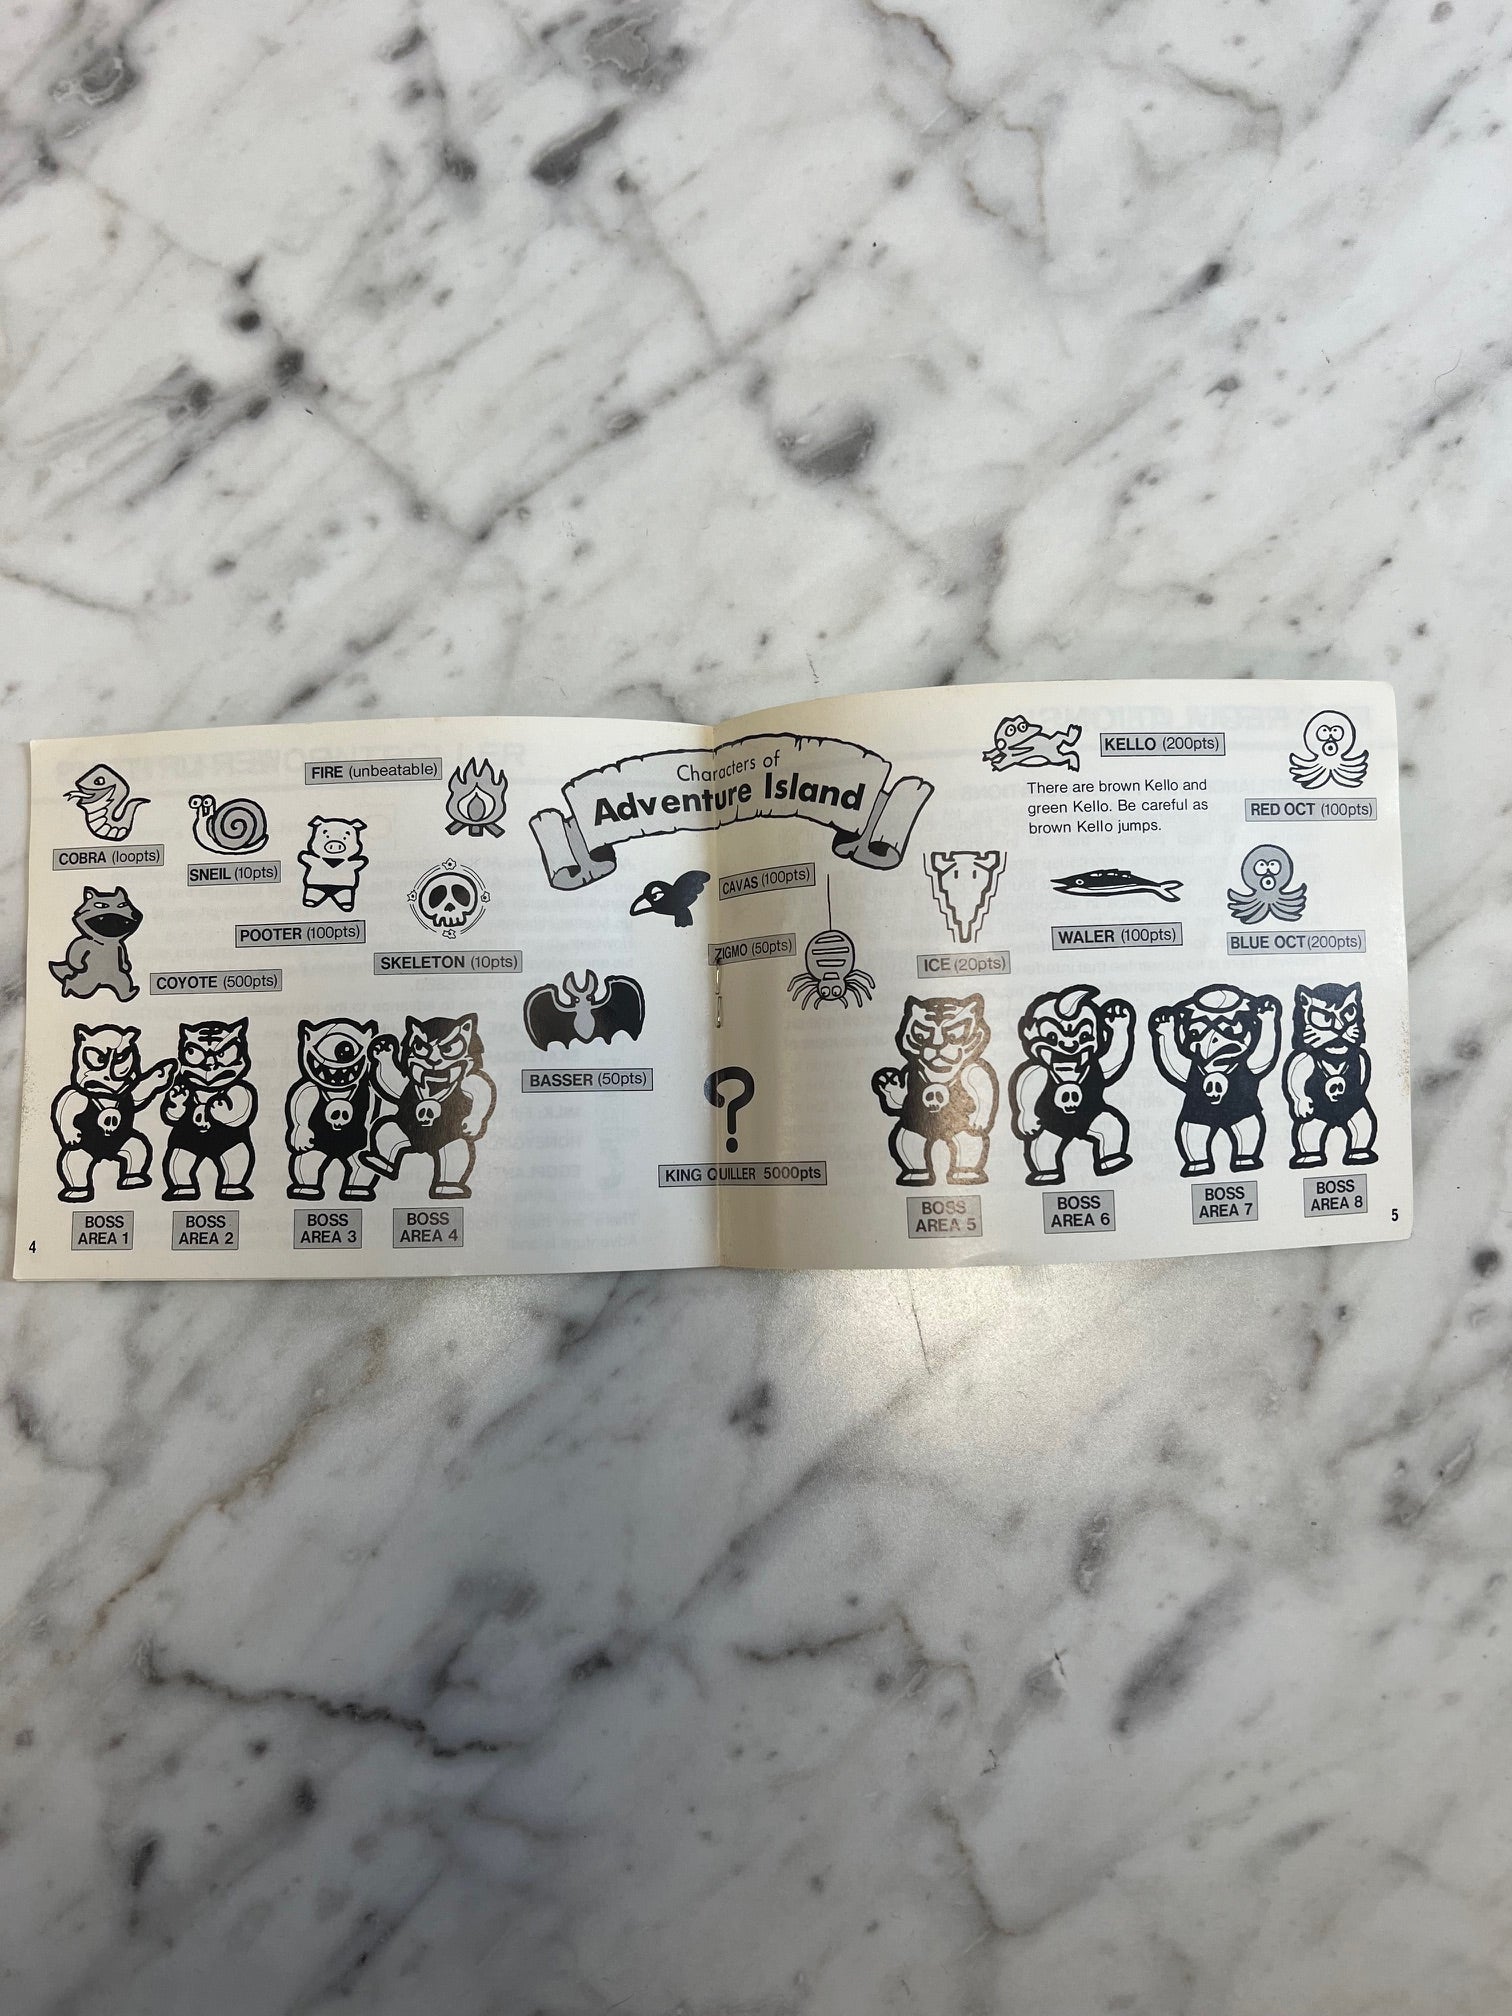 Characters of
Adventure Island
FIRE (unbeatable)
COBRA (loopts)
SNEIL (10pts)
POOTER (100pts)
SKELETON (10pts)
COYOTE (500pts)
BASSER (50pts)
BOSS
AREA 1
BOSS
AREA 2
BOSS
AREA 3
BOSS
AREA 4
4
CAVAS (100pts)
ZIGMO (50pts)
?
KING QUILLER 5000pts
KELLO (200pts)
There are brown Kello and
green Kello. Be careful as
brown Kello jumps.
RED OCT (100pts)
ICE (20pts)
WALER (100pts)
BLUE OCT (200pts)
BOSS
AREA 5
BOSS
AREA 6
BOSS
AREA 7
BOSS
AREA 8
5